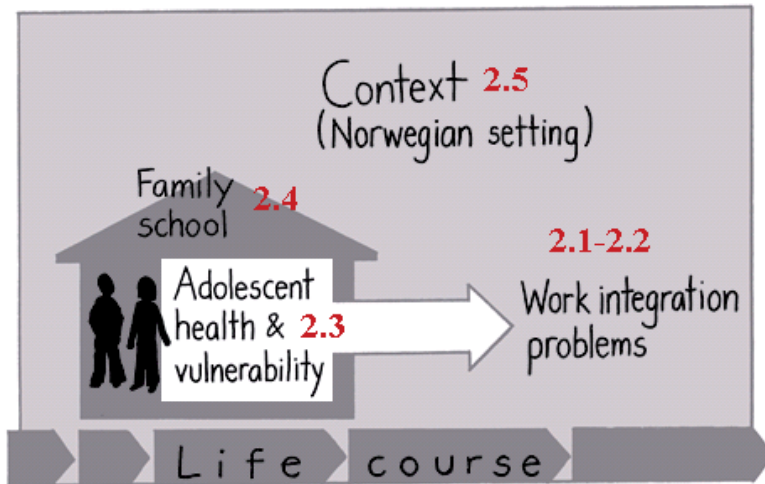 Context 2.5
(Norwegian setting)
Family 2.4
school
2.1-2.2
Adolescent
health & 2.3
vulnerability
Work integration
problems
Life course